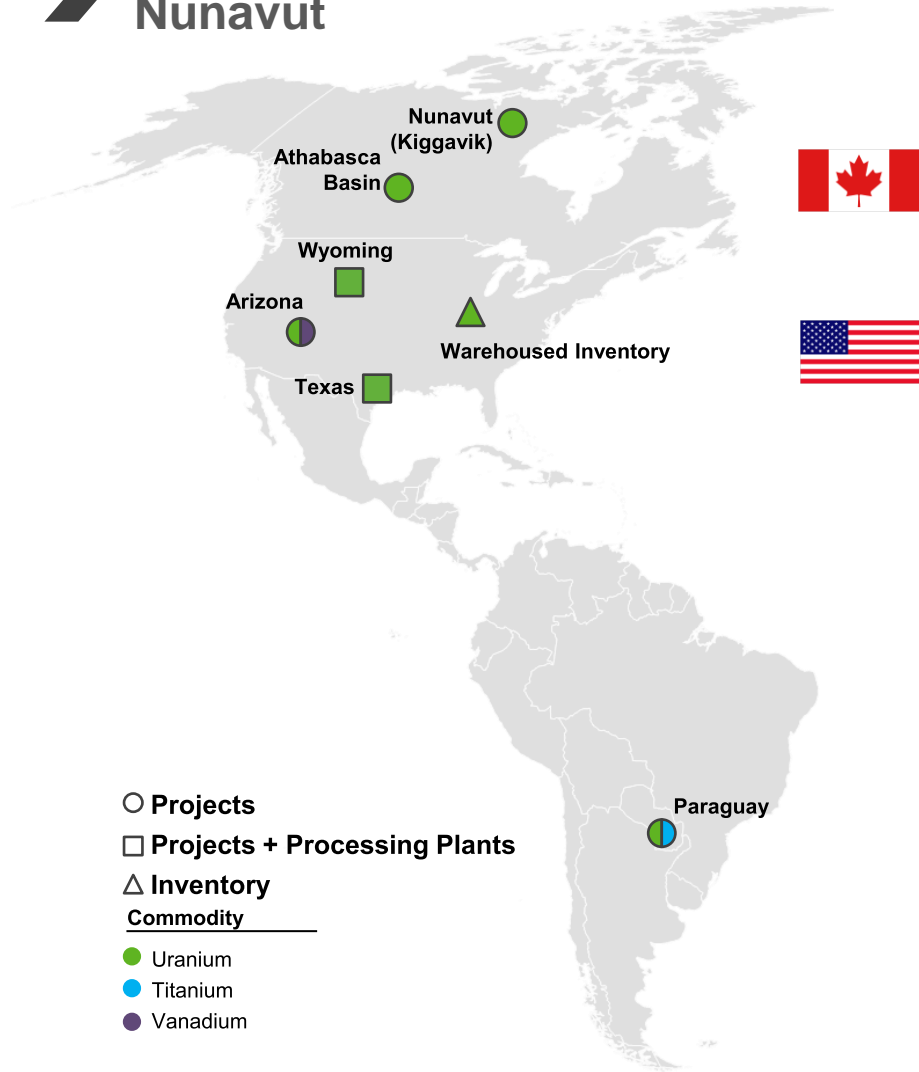 Nunavut
Nunavut
(Kiggavik)
Athabasca
Basin
Wyoming
Arizona
Warehoused Inventory
Texas
Paraguay
Projects
Projects + Processing Plants
Inventory
Commodity
Uranium
Titanium
Vanadium